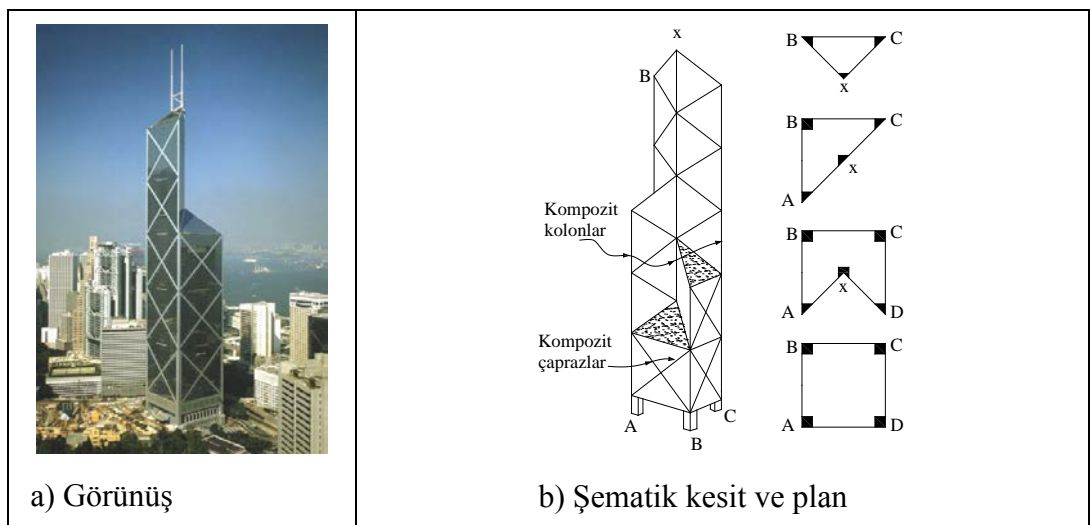 x
B
Kompozit
kolonlar
Kompozit
çaprazlar
A
B
C
B C
x
B C
x
A
B C
x
A D
B C
A D
a) Görünüş
b) Şematik kesit ve plan